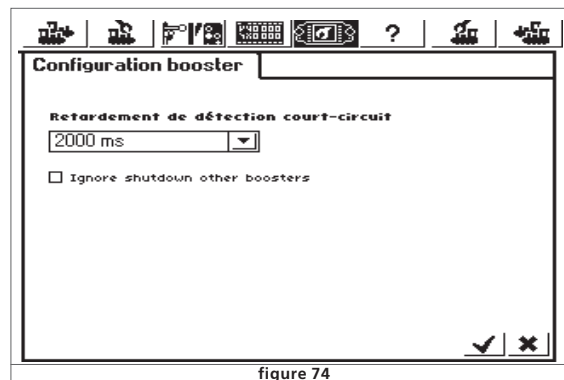 ?
Configuration booster
Retardement de détection court-circuit
2000 ms
Ignore shutdown other boosters
figure 74